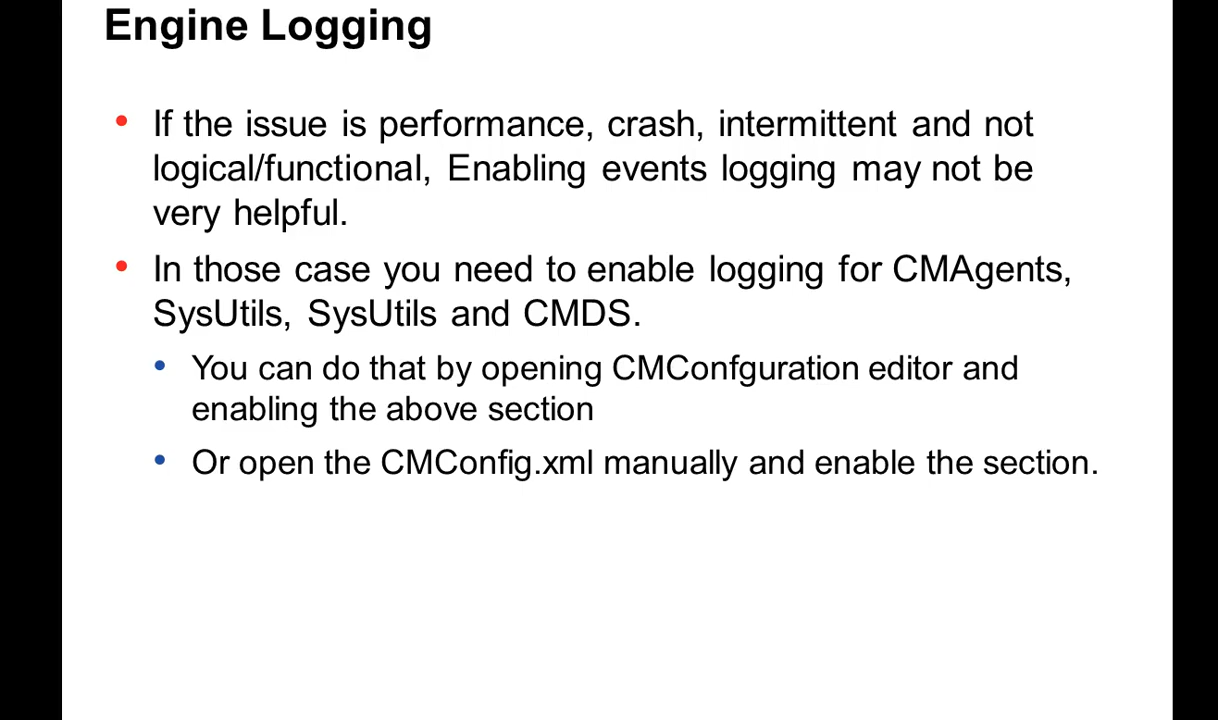 Engine Logging
• If the issue is performance, crash, intermittent and not
logical/functional, Enabling events logging may not be
very helpful.
• In those case you need to enable logging for CMAgents,
SysUtils, SysUtils and CMDS.
• You can do that by opening CMConfguration editor and
enabling the above section
• Or open the CMConfig.xml manually and enable the section.